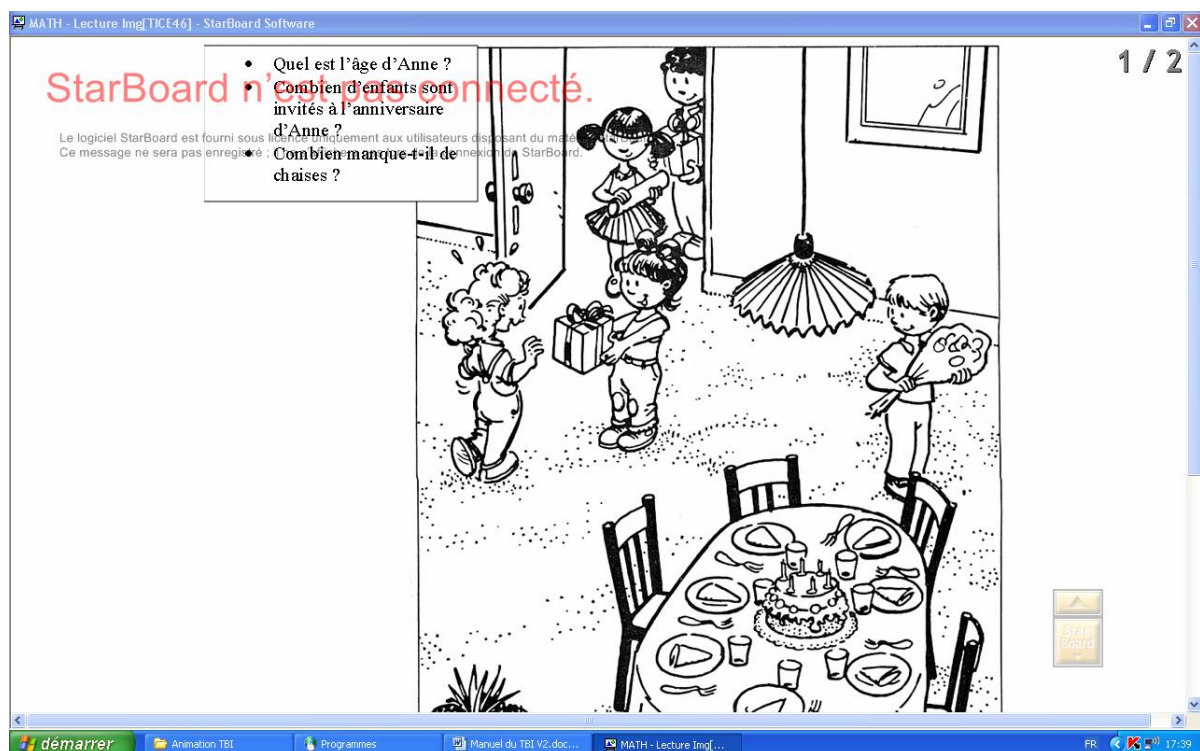 MATH - Lecture Img[TICE46] - StarBoard Software
1 / 2
StarBoard n'est pas connecté.
• Quel est l'âge d'Anne ?
• Combien d'enfants sont
invités à l'anniversaire
d'Anne ?
• Combien manque-t-il de
chaises ?
Le logiciel StarBoard est fourni sous licence uniquement aux utilisateurs disposant du
Ce message ne sera pas enregistré ; de StarBoard.
Star
Board
démarrer
Animation TBI
Programmes
Manuel du TBI V2.doc...
MATH - Lecture Img[...
FR
17:39